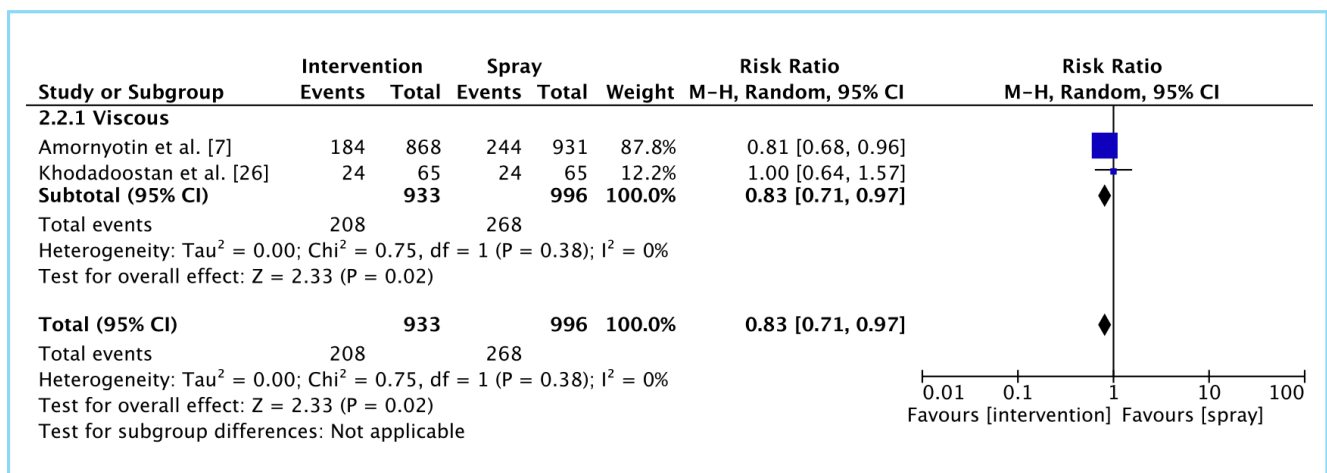 Intervention Spray Risk Ratio Risk Ratio
Study or Subgroup Events Total Events Total Weight M-H, Random, 95% CI M-H, Random, 95% CI
2.2.1 Viscous
Amornyotin et al. [7] 184 868 244 931 87.8% 0.81 [0.68, 0.96]
Khodadoostan et al. [26] 24 65 24 65 12.2% 1.00 [0.64, 1.57]
Subtotal (95% CI) 933 996 100.0% 0.83 [0.71, 0.97]
Total events 208 268
Heterogeneity: Tau² = 0.00; Chi² = 0.75, df = 1 (P = 0.38); I² = 0%
Test for overall effect: Z = 2.33 (P = 0.02)
Total (95% CI) 933 996 100.0% 0.83 [0.71, 0.97]
Total events 208 268
Heterogeneity: Tau² = 0.00; Chi² = 0.75, df = 1 (P = 0.38); I² = 0%
Test for overall effect: Z = 2.33 (P = 0.02)
Test for subgroup differences: Not applicable
0.01 0.1 1 10 100
Favours [intervention] Favours [spray]